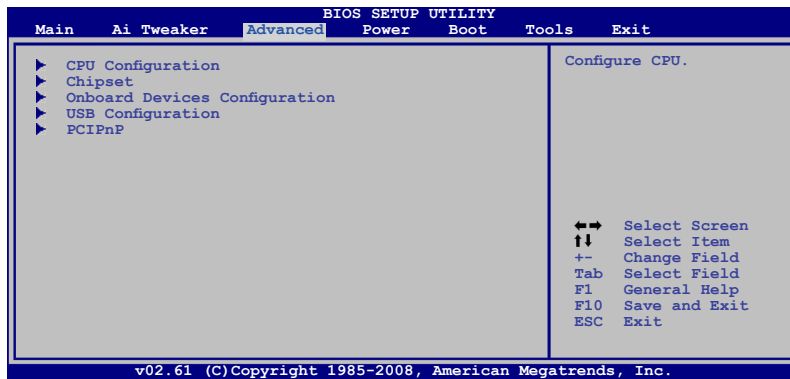 BIOS SETUP UTILITY
Main Ai Tweaker Advanced Power Boot Tools Exit
CPU Configuration
Chipset
Onboard Devices Configuration
USB Configuration
PCIPnP
Configure CPU.
Select Screen
Select Item
+- Change Field
Tab Select Field
F1 General Help
F10 Save and Exit
ESC Exit
v02.61 (C)Copyright 1985-2008, American Megatrends, Inc.